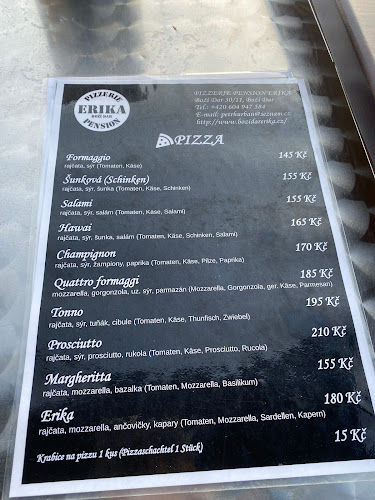 PIZZERIE
ERIKA
BOŽÍ DAR
PENSION
PIZZERIE PENSION ERIKA
Boží Dar 30/11, Boží Dar
Tel.: +420 604 947 384
E-mail: petrkurban@seznam.cz
http://www.bozidarerika.cz/
PIZZA
Formaggio 145 Kč
rajčata, sýr (Tomaten, Käse)
Šunková (Schinken) 155 Kč
rajčata, sýr, šunka (Tomaten, Käse, Schinken)
Salami 155 Kč
rajčata, sýr, salám (Tomaten, Käse, Salami)
Hawai 165 Kč
rajčata, sýr, šunka, salám (Tomaten, Käse, Schinken, Salami)
Champignon 170 Kč
rajčata, sýr, žampiony, paprika (Tomaten, Käse, Pilze, Paprika)
Quattro formaggi 185 Kč
mozzarella, gorgonzola, uz. sýr, parmazán (Mozzarella, Gorgonzola, ger. Käse, Parmesan)
Tonno 195 Kč
rajčata, sýr, tuňák, cibule (Tomaten, Käse, Thunfisch, Zwiebel)
Prosciutto 210 Kč
rajčata, sýr, prosciutto, rukola (Tomaten, Käse, Prosciutto, Rucola)
Margheritta 155 Kč
rajčata, mozzarella, bazalka (Tomaten, Mozzarella, Basilikum)
Erika 180 Kč
rajčata, mozzarella, ančovičky, kapary (Tomaten, Mozzarella, Sardellen, Kapern)
Krabice na pizzu 1 kus (Pizzaschachtel 1 Stück) 15 Kč